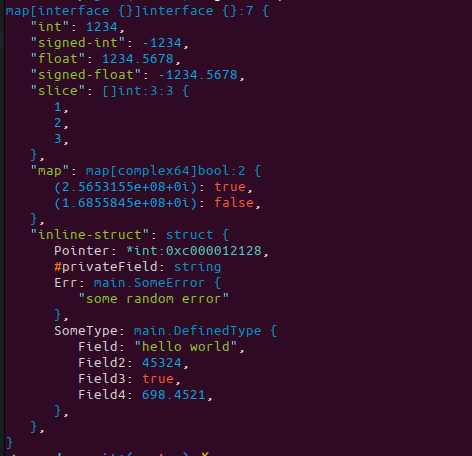 map[interface {}]interface {}:7 {
   "int": 1234,
   "signed-int": -1234,
   "float": 1234.5678,
   "signed-float": -1234.5678,
   "slice": []int:3:3 {
      1,
      2,
      3,
   },
   "map": map[complex64]bool:2 {
      (2.5653155e+08+0i): true,
      (1.6855845e+08+0i): false,
   },
   "inline-struct": struct {
      Pointer: *int:0xc000012128,
      #privateField: string
      Err: main.SomeError {
         "some random error"
      },
      SomeType: main.DefinedType {
         Field: "hello world",
         Field2: 45324,
         Field3: true,
         Field4: 698.4521,
      },
   },
}